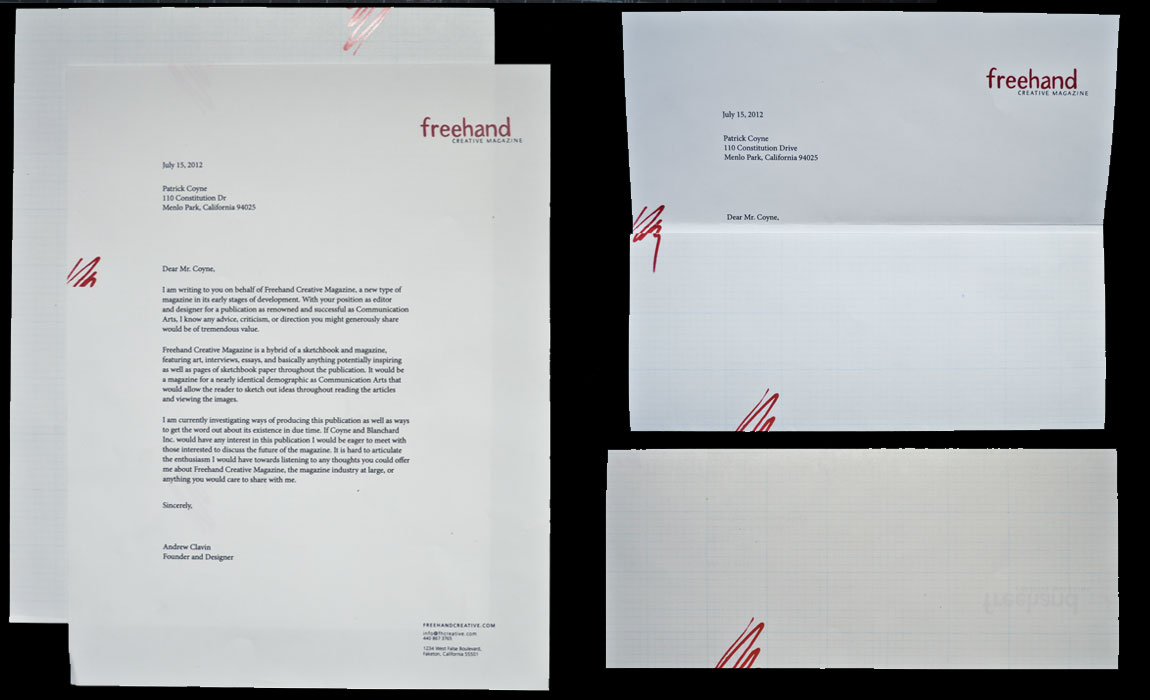 freehand
CREATIVE MAGAZINE
July 15, 2012
Patrick Coyne
110 Constitution Dr
Menlo Park, California 94025
Dear Mr. Coyne,
I am writing to you on behalf of Freehand Creative Magazine, a new type of
magazine in its early stages of development. With your position as editor
and designer for a publication as renowned and successful as Communication
Arts, I know any advice, criticism, or direction you might generously share
would be of tremendous value.
Freehand Creative Magazine is a hybrid of a sketchbook and magazine,
featuring art, interviews, essays, and basically anything potentially inspiring
as well as pages of sketchbook paper throughout the publication. It would be
a magazine for a nearly identical demographic as Communication Arts that
would allow the reader to sketch out ideas throughout reading the articles
and viewing the images.
I am currently investigating ways of producing this publication as well as ways
to get the word out about its existence in due time. If Coyne and Blanchard
Inc. would have any interest in this publication I would be eager to meet with
those interested to discuss the future of the magazine. It is hard to articulate
the enthusiasm I would have towards listening to any thoughts you could offer
me about Freehand Creative Magazine, the magazine industry at large, or
anything you would care to share with me.
Sincerely,
Andrew Clavin
Founder and Designer
FREEHANDCREATIVE.COM
info@fhcreative.com
440 967 3765
1234 West False Boulevard,
Faketon, California 55501
freehand
CREATIVE MAGAZINE
July 15, 2012
Patrick Coyne
110 Constitution Drive
Menlo Park, California 94025
Dear Mr. Coyne,
freehand